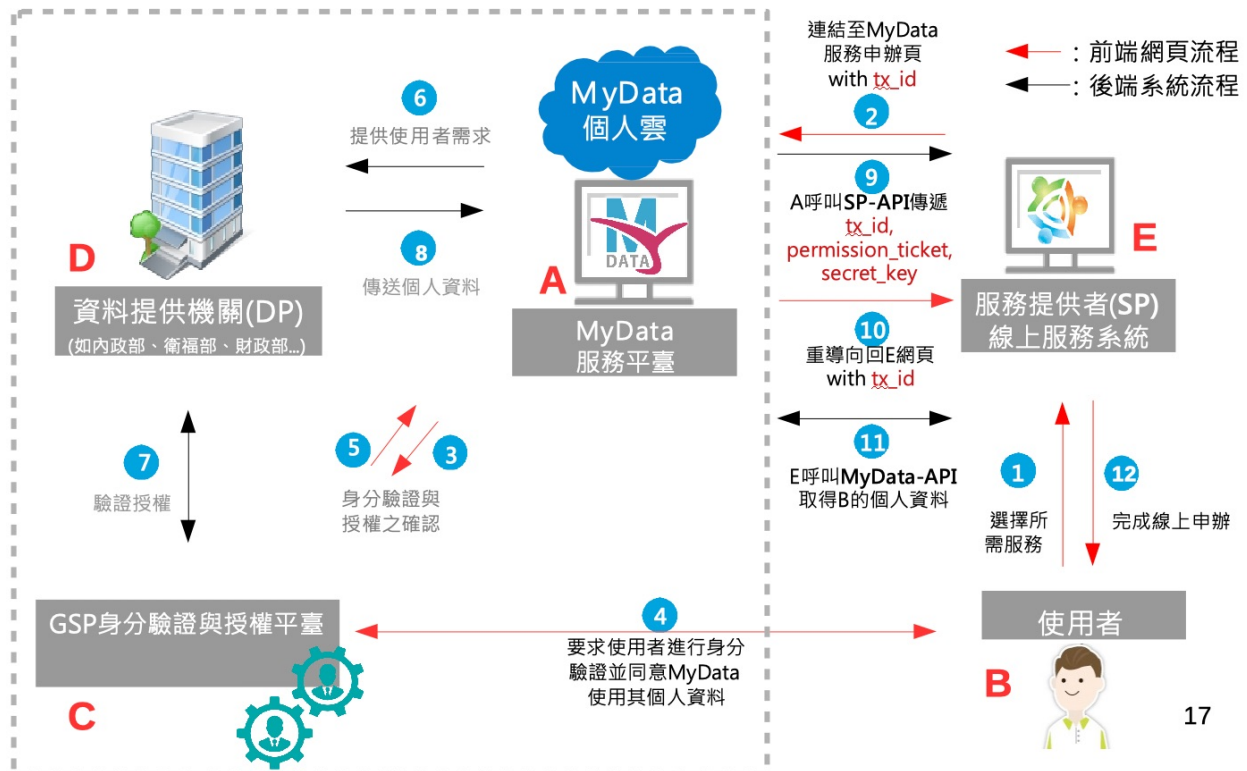 連結至MyData
服務申辦頁
with tx_id
2
：前端網頁流程
：後端系統流程
6
提供使用者需求
MyData
個人雲
9
A呼叫SP-API傳遞
tx_id,
permission_ticket,
secret_key
E
D
8
傳送個人資料
A
MY
DATA
資料提供機關(DP)
(如內政部、衛福部、財政部...)
MyData
服務平臺
服務提供者(SP)
線上服務系統
10
重導向回E網頁
with tx_id
7
驗證授權
5
3
身分驗證與
授權之確認
11
E呼叫MyData-API
取得B的個人資料
1
選擇所
需服務
12
完成線上申辦
GSP身分驗證與授權平臺
C
4
要求使用者進行身分
驗證並同意MyData
使用其個人資料
使用者
B
17